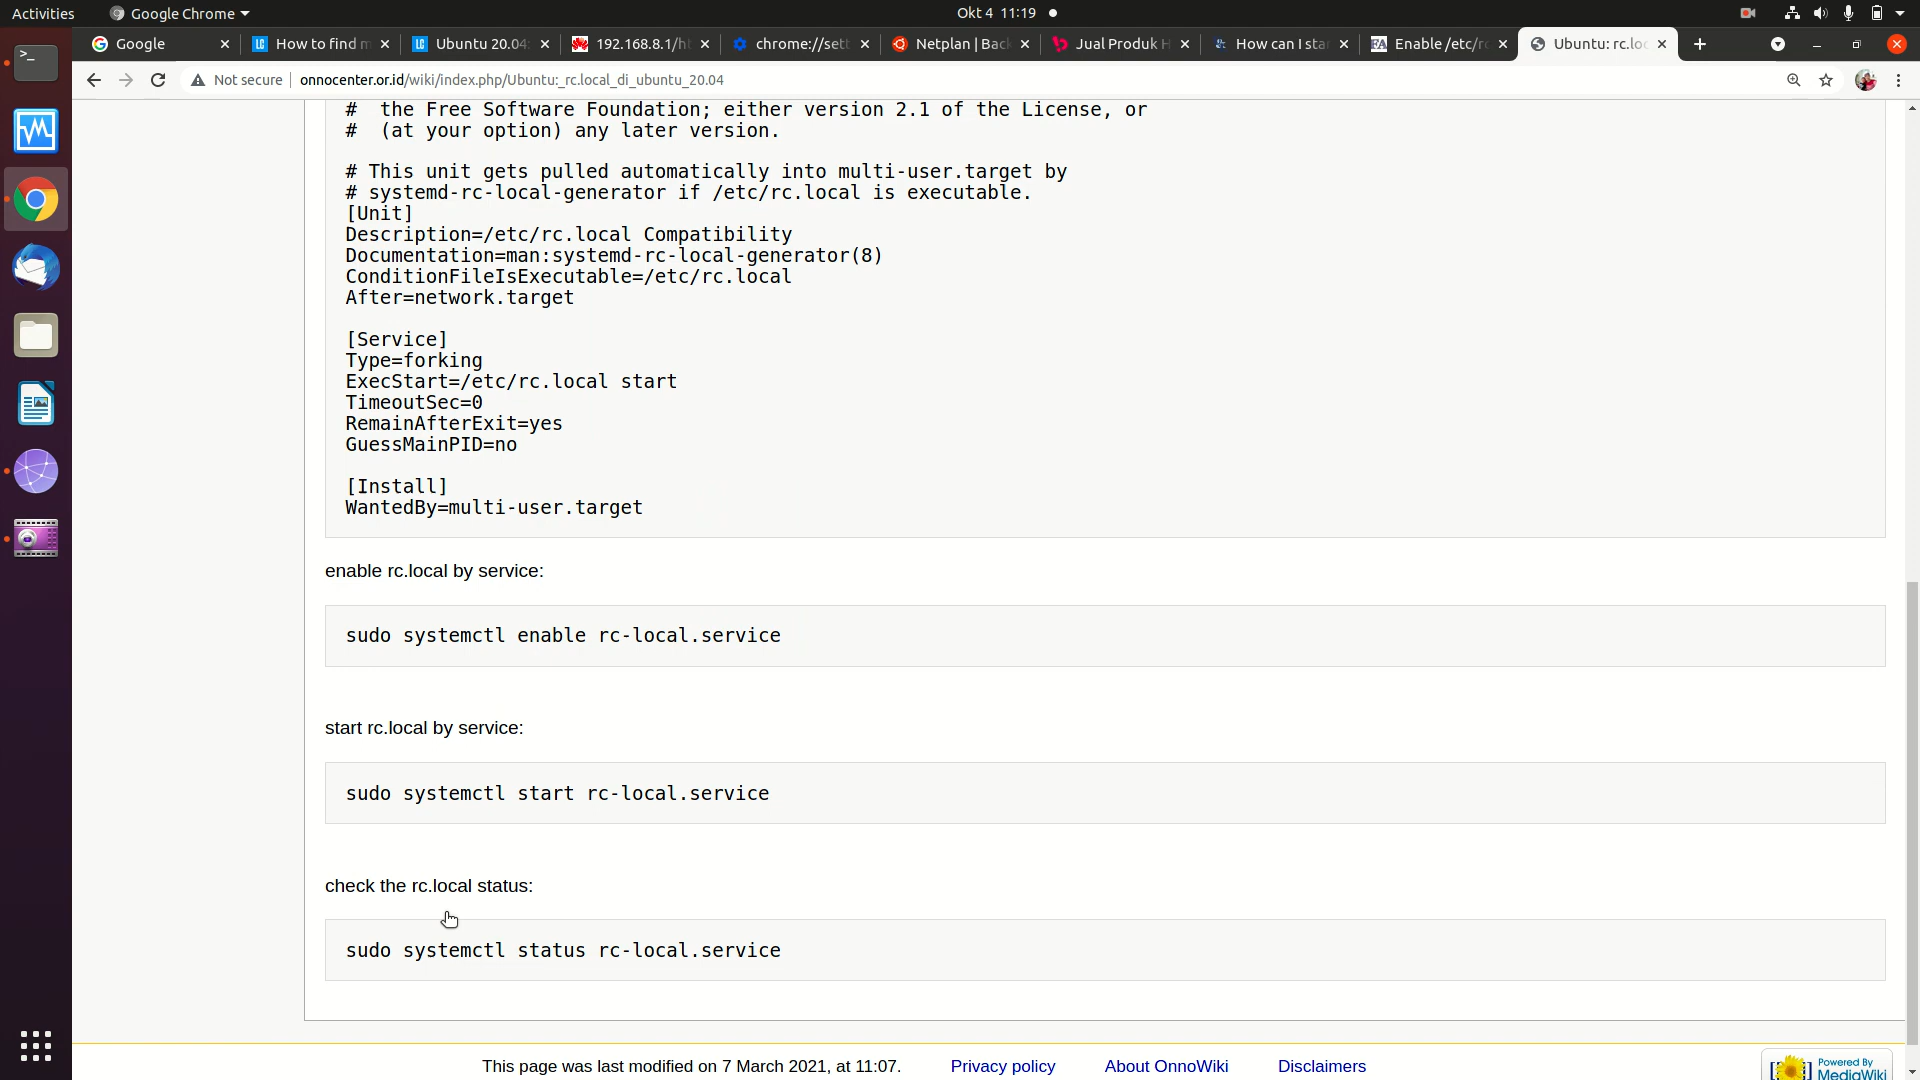 Activities
Google Chrome
Okt 4 11:19
Google
How to find m
Ubuntu 20.04:
192.168.8.1/ht
chrome://sett
Netplan | Back
Jual Produk H
How can I star
Enable /etc/rc
Ubuntu: rc.loc
Not secure
onnocenter.or.id/wiki/index.php/Ubuntu:_rc.local_di_ubuntu_20.04
#  the Free Software Foundation; either version 2.1 of the License, or
#  (at your option) any later version.
# This unit gets pulled automatically into multi-user.target by
# systemd-rc-local-generator if /etc/rc.local is executable.
[Unit]
Description=/etc/rc.local Compatibility
Documentation=man:systemd-rc-local-generator(8)
ConditionFileIsExecutable=/etc/rc.local
After=network.target
[Service]
Type=forking
ExecStart=/etc/rc.local start
TimeoutSec=0
RemainAfterExit=yes
GuessMainPID=no
[Install]
WantedBy=multi-user.target
enable rc.local by service:
sudo systemctl enable rc-local.service
start rc.local by service:
sudo systemctl start rc-local.service
check the rc.local status:
sudo systemctl status rc-local.service
This page was last modified on 7 March 2021, at 11:07.
Privacy policy
About OnnoWiki
Disclaimers
Powered By
MediaWiki